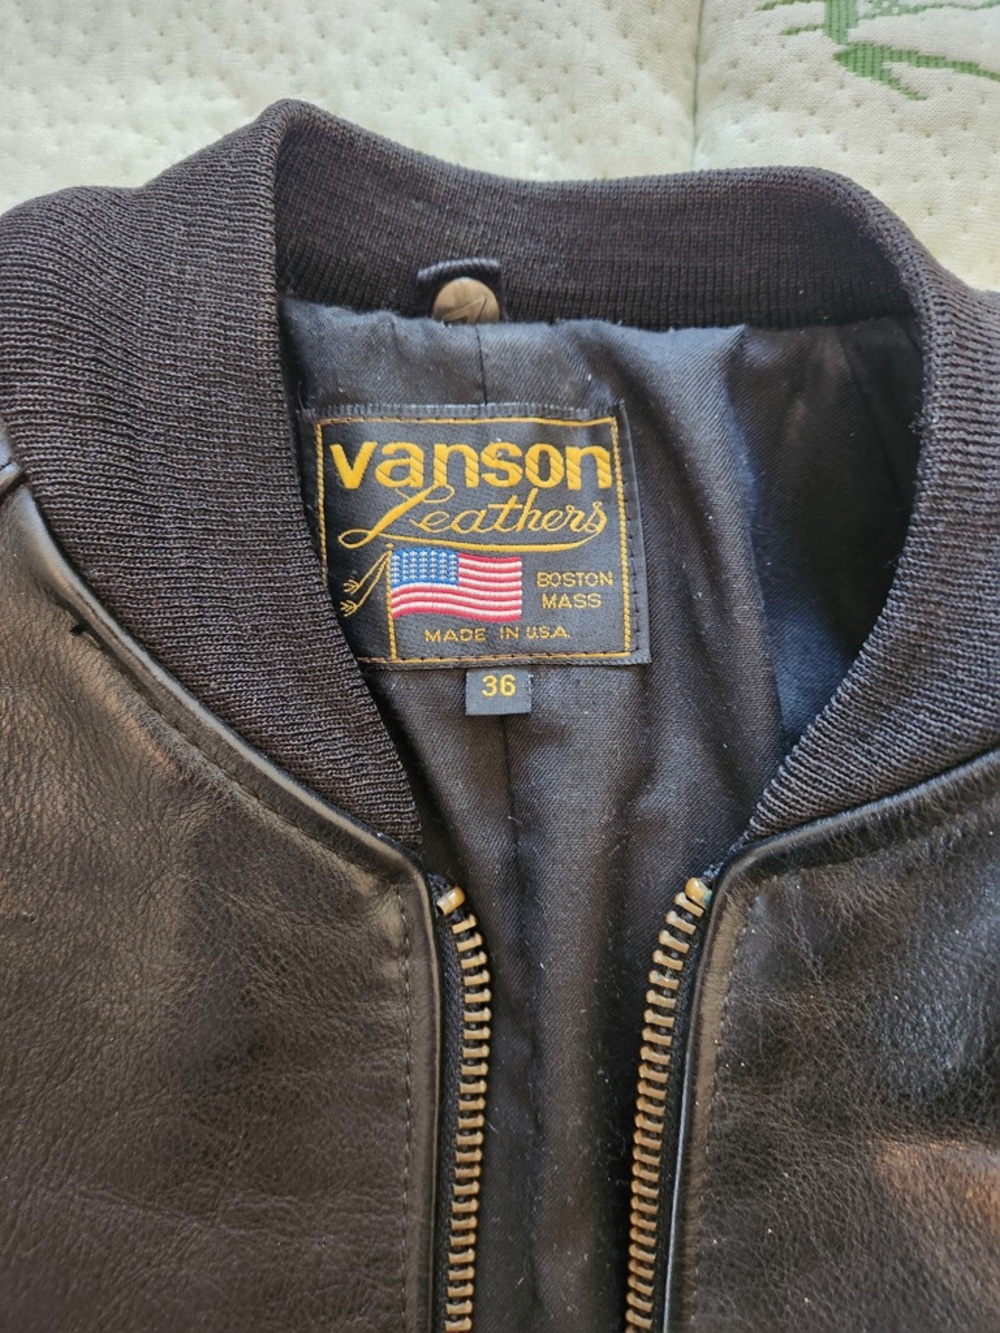 vanson
Leathers
BOSTON
MASS
MADE IN U.S.A.
36